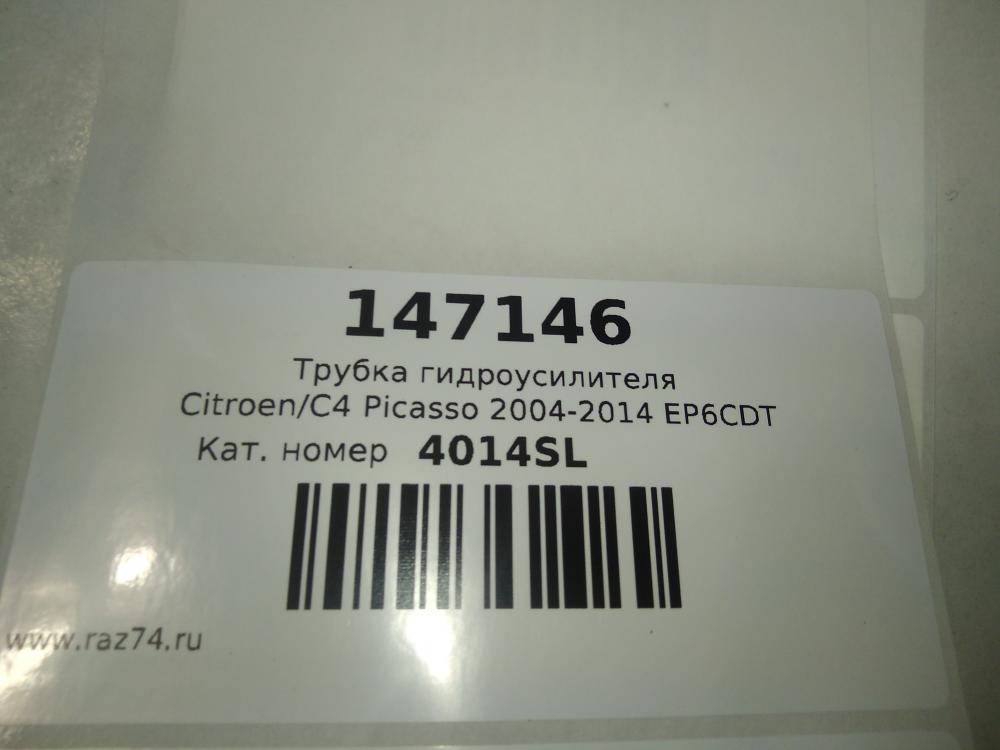 147146
Трубка гидроусилителя
Citroen/C4 Picasso 2004-2014 EP6CDT
Кат. номер 4014SL
www.raz74.ru